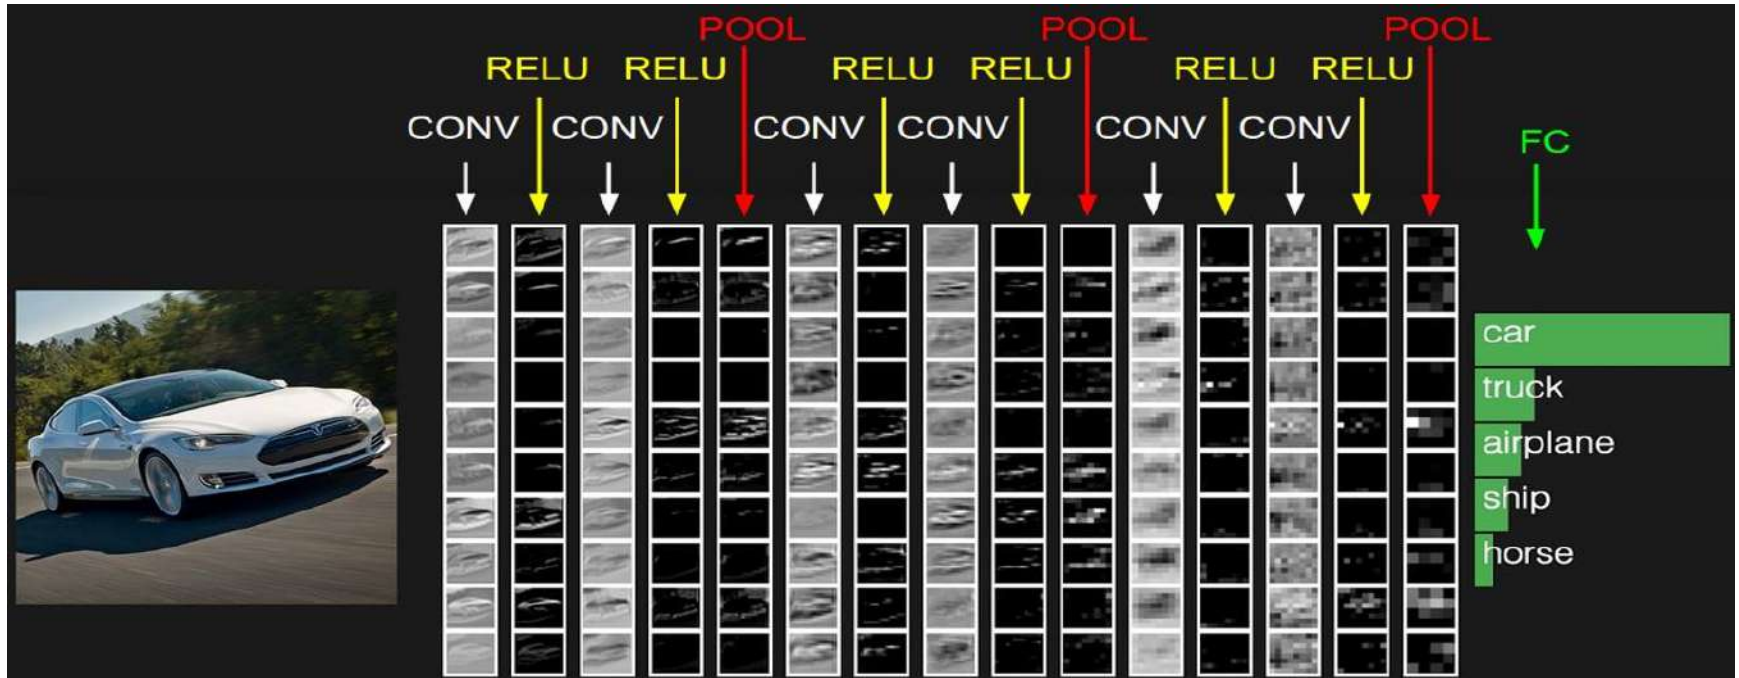 POOL POOL POOL
RELU RELU RELU RELU RELU RELU
CONV CONV CONV CONV CONV CONV
FC
car
truck
airplane
ship
horse